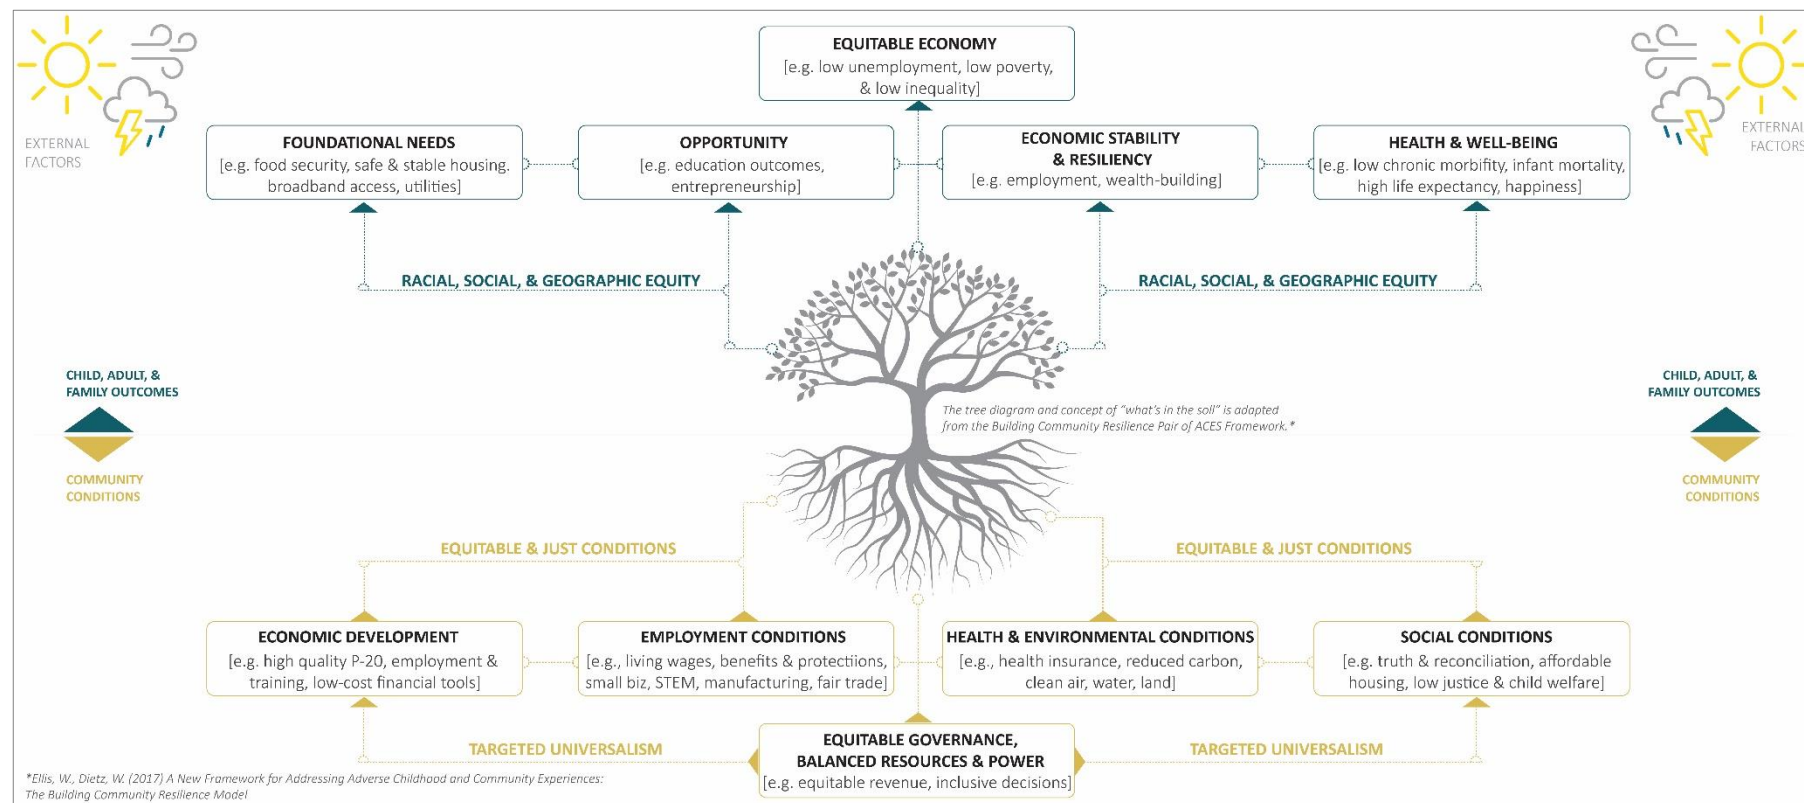 EQUITABLE ECONOMY
[e.g. low unemployment, low poverty,
& low inequality]
EXTERNAL
FACTORS
EXTERNAL
FACTORS
FOUNDATIONAL NEEDS
[e.g. food security, safe & stable housing.
broadband access, utilities]
OPPORTUNITY
[e.g. education outcomes,
entrepreneurship]
ECONOMIC STABILITY
& RESILIENCY
[e.g. employment, wealth-building]
HEALTH & WELL-BEING
[e.g. low chronic morbifity, infant mortality,
high life expectancy, happiness]
RACIAL, SOCIAL, & GEOGRAPHIC EQUITY
RACIAL, SOCIAL, & GEOGRAPHIC EQUITY
CHILD, ADULT, &
FAMILY OUTCOMES
CHILD, ADULT, &
FAMILY OUTCOMES
The tree diagram and concept of "what's in the soll" is adapted
from the Building Community Resilience Pair of ACES Framework.*
COMMUNITY
CONDITIONS
COMMUNITY
CONDITIONS
EQUITABLE & JUST CONDITIONS
EQUITABLE & JUST CONDITIONS
ECONOMIC DEVELOPMENT
[e.g. high quality P-20, employment &
training, low-cost financial tools]
EMPLOYMENT CONDITIONS
[e.g., living wages, benefits & protectiions,
small biz, STEM, manufacturing, fair trade]
HEALTH & ENVIRONMENTAL CONDITIONS
[e.g., health insurance, reduced carbon,
clean air, water, land]
SOCIAL CONDITIONS
[e.g. truth & reconciliation, affordable
housing, low justice & child welfare]
TARGETED UNIVERSALISM
EQUITABLE GOVERNANCE,
BALANCED RESOURCES & POWER
[e.g. equitable revenue, inclusive decisions]
TARGETED UNIVERSALISM
*Ellis, W., Dietz, W. (2017) A New Framework for Addressing Adverse Childhood and Community Experiences:
The Building Community Resilience Model